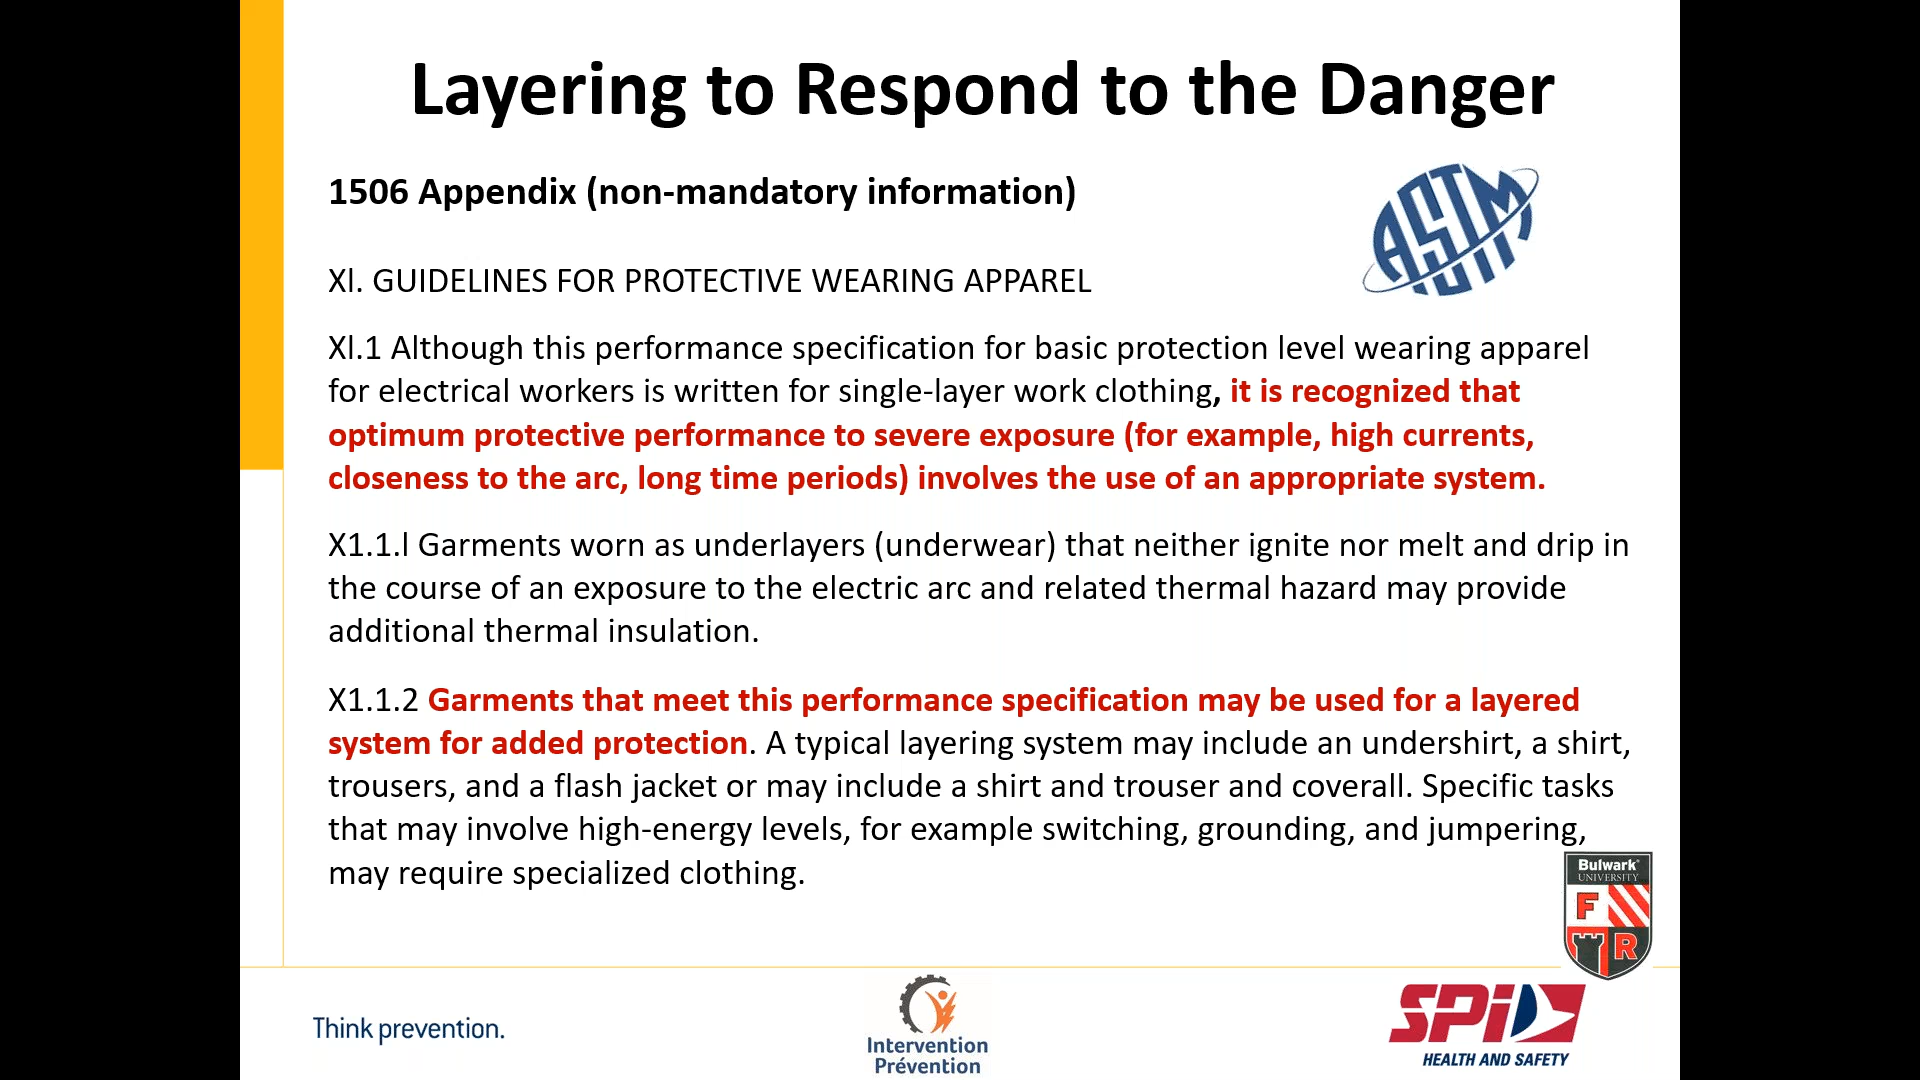 Layering to Respond to the Danger
1506 Appendix (non-mandatory information)
ASTM
Xl. GUIDELINES FOR PROTECTIVE WEARING APPAREL
Xl.1 Although this performance specification for basic protection level wearing apparel
for electrical workers is written for single-layer work clothing, it is recognized that
optimum protective performance to severe exposure (for example, high currents,
closeness to the arc, long time periods) involves the use of an appropriate system.
X1.1.l Garments worn as underlayers (underwear) that neither ignite nor melt and drip in
the course of an exposure to the electric arc and related thermal hazard may provide
additional thermal insulation.
X1.1.2 Garments that meet this performance specification may be used for a layered
system for added protection. A typical layering system may include an undershirt, a shirt,
trousers, and a flash jacket or may include a shirt and trouser and coverall. Specific tasks
that may involve high-energy levels, for example switching, grounding, and jumpering,
may require specialized clothing.
Bulwark
UNIVERSITY
F
R
Think prevention.
Intervention
Prévention
SPi
HEALTH AND SAFETY